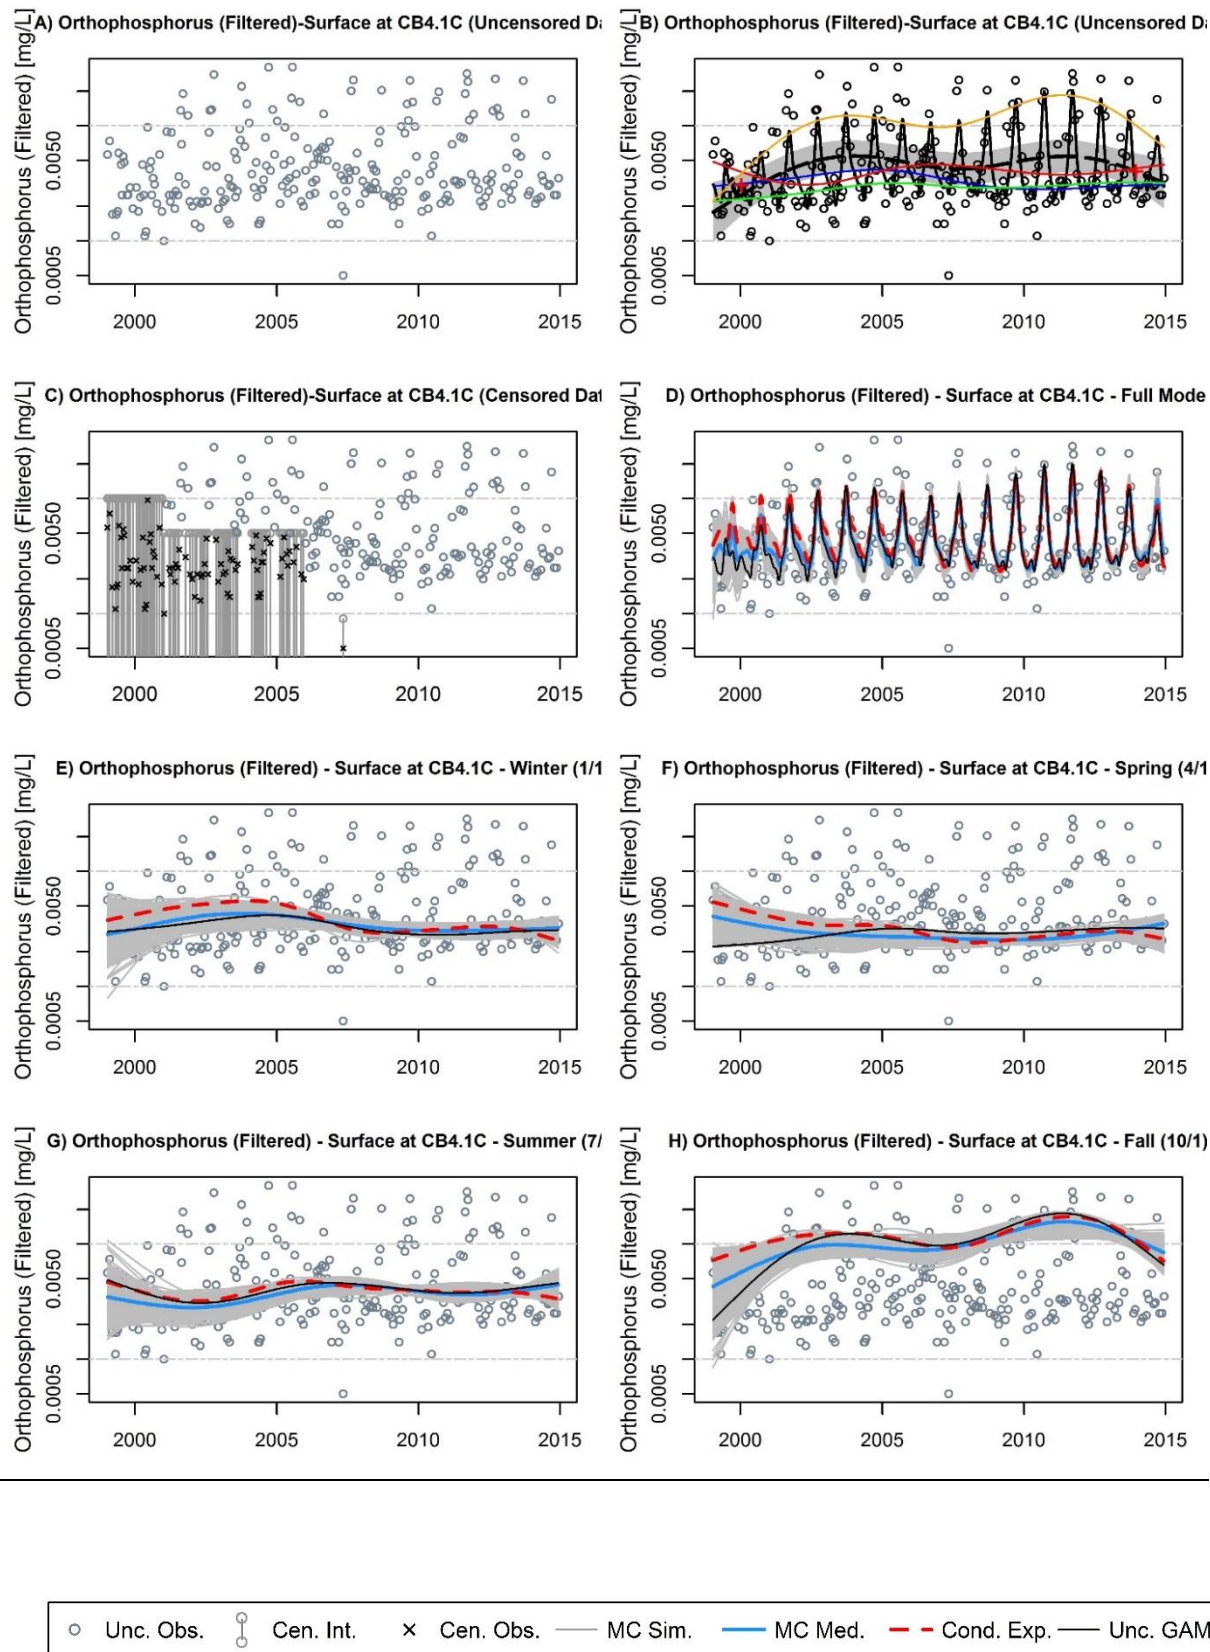 A) Orthophosphorus (Filtered)-Surface at CB4.1C (Uncensored Da
Orthophosphorus (Filtered) [mg/L]
0.0050
0.0005
2000 2005 2010 2015
B) Orthophosphorus (Filtered)-Surface at CB4.1C (Uncensored Da
Orthophosphorus (Filtered) [mg/L]
0.0050
0.0005
2000 2005 2010 2015
C) Orthophosphorus (Filtered)-Surface at CB4.1C (Censored Dat
Orthophosphorus (Filtered) [mg/L]
0.0050
0.0005
2000 2005 2010 2015
D) Orthophosphorus (Filtered) - Surface at CB4.1C - Full Mode
Orthophosphorus (Filtered) [mg/L]
0.0050
0.0005
2000 2005 2010 2015
E) Orthophosphorus (Filtered) - Surface at CB4.1C - Winter (1/1
Orthophosphorus (Filtered) [mg/L]
0.0050
0.0005
2000 2005 2010 2015
F) Orthophosphorus (Filtered) - Surface at CB4.1C - Spring (4/1
Orthophosphorus (Filtered) [mg/L]
0.0050
0.0005
2000 2005 2010 2015
G) Orthophosphorus (Filtered) - Surface at CB4.1C - Summer (7/
Orthophosphorus (Filtered) [mg/L]
0.0050
0.0005
2000 2005 2010 2015
H) Orthophosphorus (Filtered) - Surface at CB4.1C - Fall (10/1)
Orthophosphorus (Filtered) [mg/L]
0.0050
0.0005
2000 2005 2010 2015
Unc. Obs. Cen. Int. Cen. Obs. MC Sim. MC Med. Cond. Exp. Unc. GAM